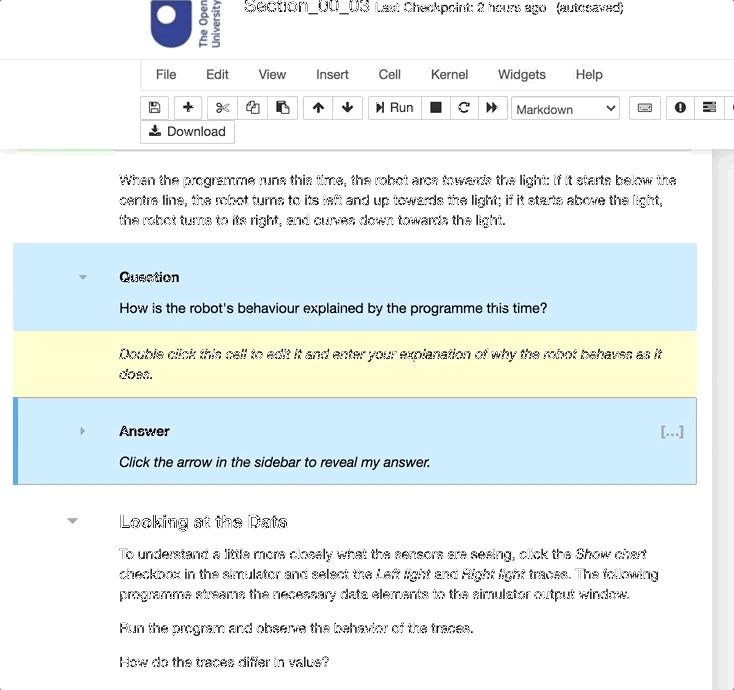 The Open
University
Section_00_03 Last Checkpoint: 2 hours ago (autosaved)
File Edit View Insert Cell Kernel Widgets Help
Run Markdown
Download
When the programme runs this time, the robot arcs towards the light: if it starts below the
centre line, the robot turns to its left and up towards the light; if it starts above the light,
the robot turns to its right, and curves down towards the light.
Question
How is the robot's behaviour explained by the programme this time?
Double click this cell to edit it and enter your explanation of why the robot behaves as it
does.
Answer
[...]
Click the arrow in the sidebar to reveal my answer.
Looking at the Data
To understand a little more closely what the sensors are seeing, click the Show chart
checkbox in the simulator and select the Left light and Right light traces. The following
programme streams the necessary data elements to the simulator output window.
Run the program and observe the behavior of the traces.
How do the traces differ in value?